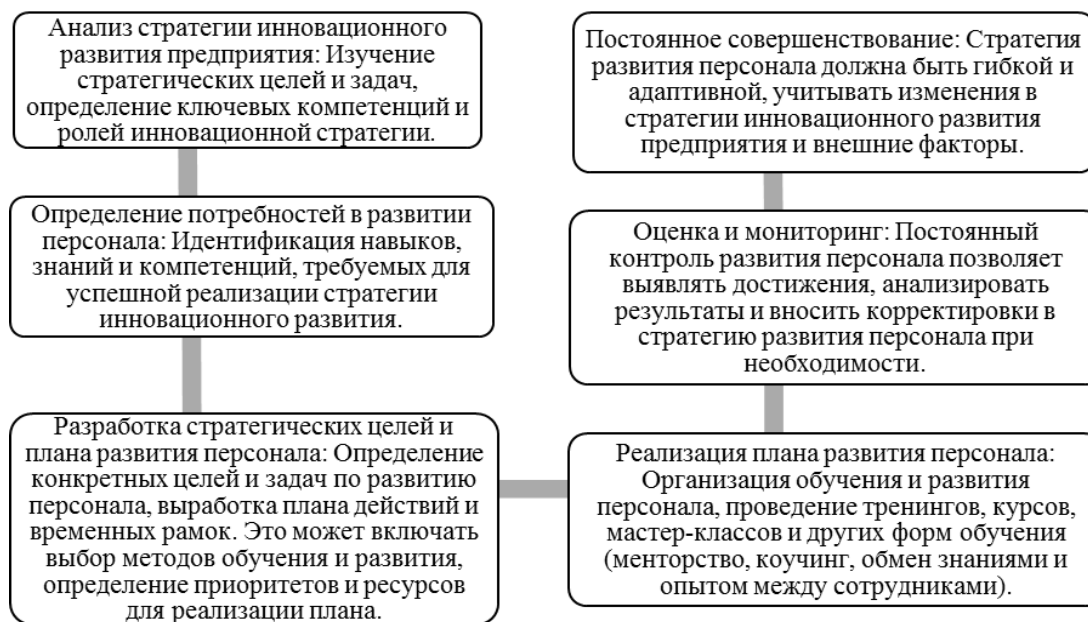 Анализ стратегии инновационного
развития предприятия: Изучение
стратегических целей и задач,
определение ключевых компетенций и
ролей инновационной стратегии.
Определение потребностей в развитии
персонала: Идентификация навыков,
знаний и компетенций, требуемых для
успешной реализации стратегии
инновационного развития.
Разработка стратегических целей и
плана развития персонала: Определение
конкретных целей и задач по развитию
персонала, выработка плана действий и
временных рамок. Это может включать
выбор методов обучения и развития,
определение приоритетов и ресурсов
для реализации плана.
Реализация плана развития персонала:
Организация обучения и развития
персонала, проведение тренингов, курсов,
мастер-классов и других форм обучения
(менторство, коучинг, обмен знаниями и
опытом между сотрудниками).
Оценка и мониторинг: Постоянный
контроль развития персонала позволяет
выявлять достижения, анализировать
результаты и вносить корректировки в
стратегию развития персонала при
необходимости.
Постоянное совершенствование: Стратегия
развития персонала должна быть гибкой и
адаптивной, учитывать изменения в
стратегии инновационного развития
предприятия и внешние факторы.